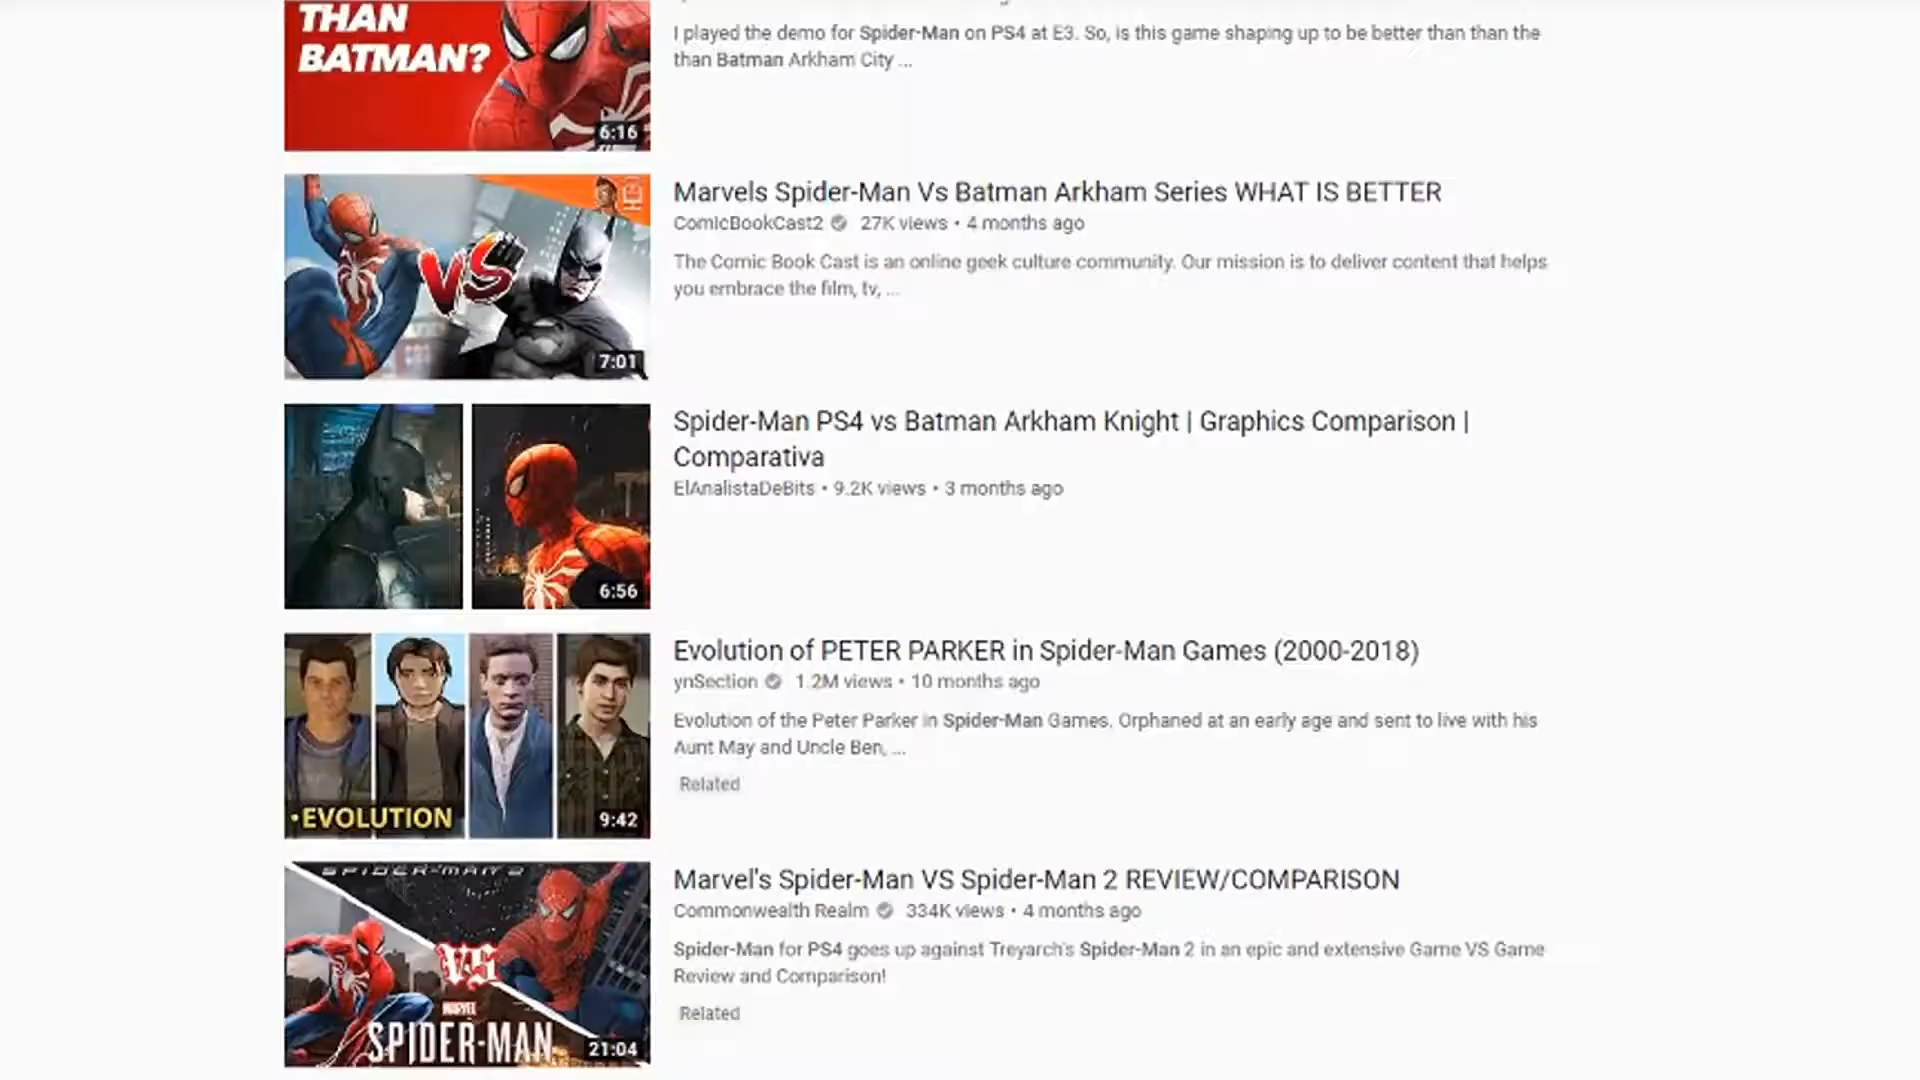 THAN
BATMAN?
6:16
I played the demo for Spider-Man on PS4 at E3. So, is this game shaping up to be better than than the
than Batman Arkham City ...
VS
7:01
Marvels Spider-Man Vs Batman Arkham Series WHAT IS BETTER
ComicBookCast2 27K views • 4 months ago
The Comic Book Cast is an online geek culture community. Our mission is to deliver content that helps
you embrace the film, tv, ...
6:56
Spider-Man PS4 vs Batman Arkham Knight | Graphics Comparison |
Comparativa
ElAnalistaDeBits • 9.2K views • 3 months ago
•EVOLUTION
9:42
Evolution of PETER PARKER in Spider-Man Games (2000-2018)
ynSection 1.2M views • 10 months ago
Evolution of the Peter Parker in Spider-Man Games. Orphaned at an early age and sent to live with his
Aunt May and Uncle Ben, ...
Related
SPIDER-MAN 2
VS
MARVEL
SPIDER-MAN
21:04
Marvel's Spider-Man VS Spider-Man 2 REVIEW/COMPARISON
Commonwealth Realm 334K views • 4 months ago
Spider-Man for PS4 goes up against Treyarch's Spider-Man 2 in an epic and extensive Game VS Game
Review and Comparison!
Related